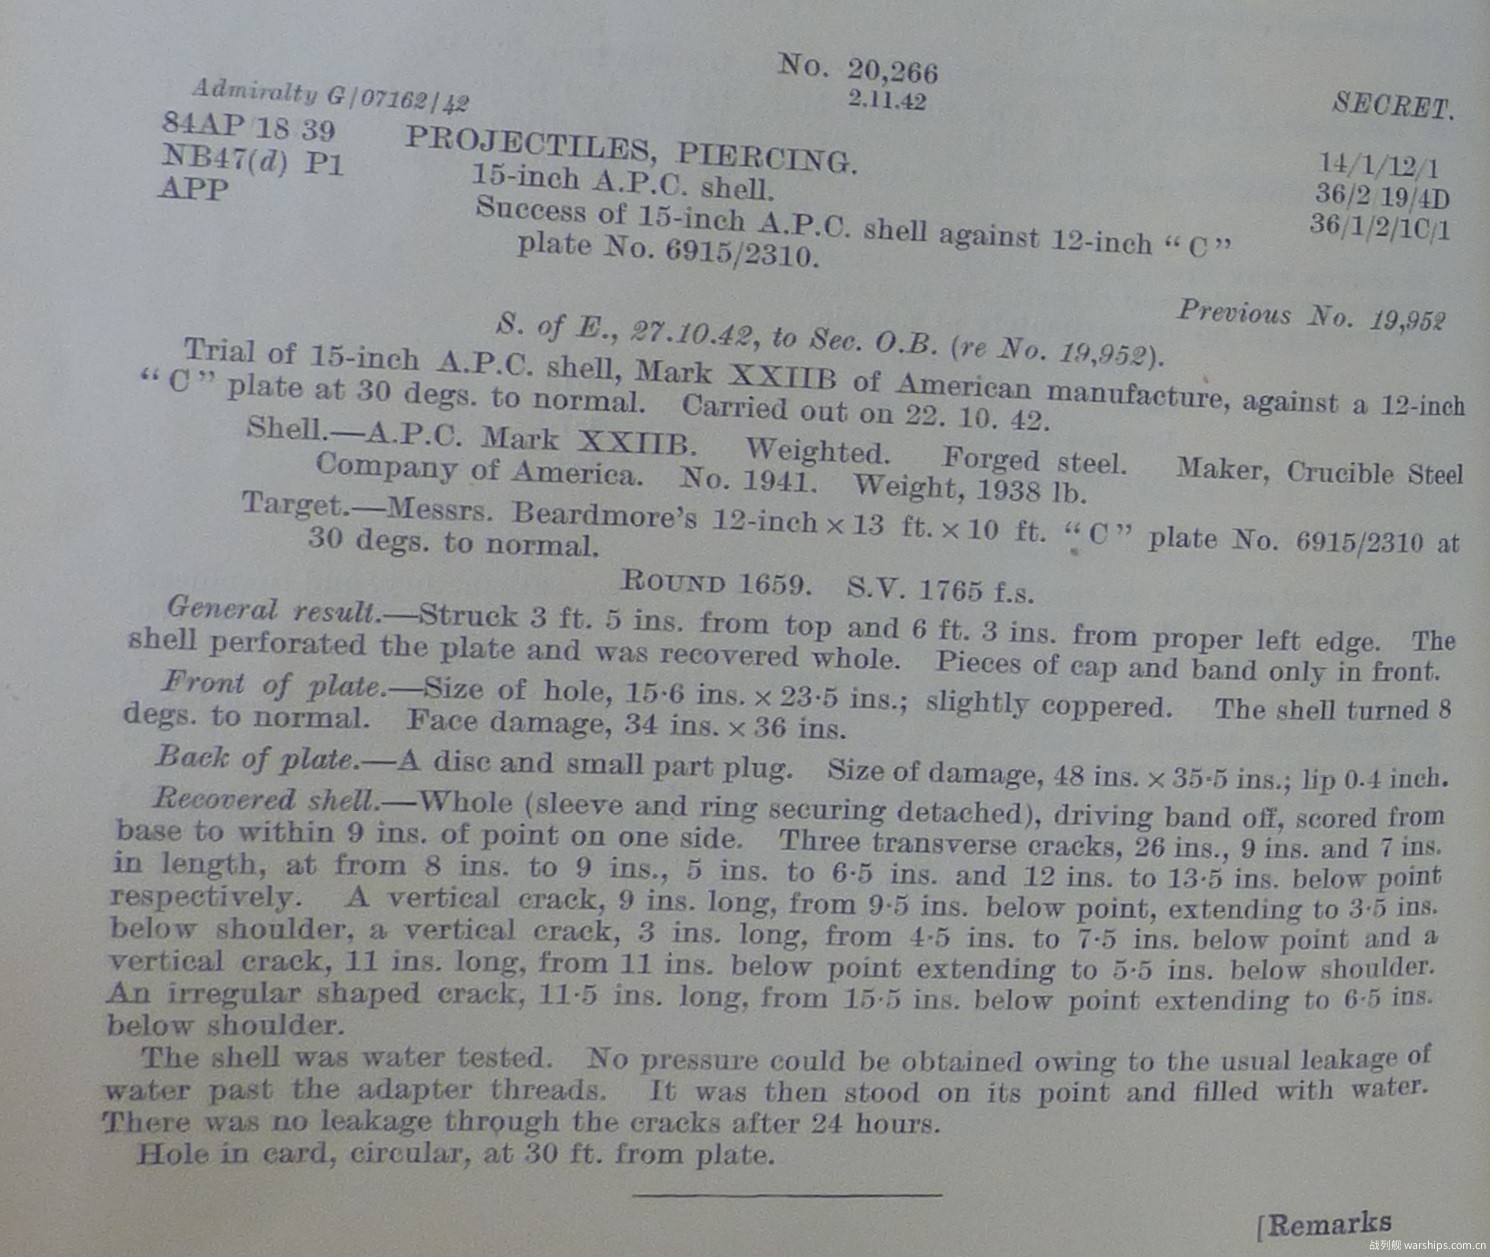 No. 20,266
2.11.42
Admiralty G/07162/42
SECRET.
84AP 18 39
NB47(d) P1
APP
PROJECTILES, PIERCING.
15-inch A.P.C. shell.
Success of 15-inch A.P.C. shell against 12-inch “ C ”
plate No. 6915/2310.
14/1/12/1
36/2 19/4D
36/1/2/1C/1
Previous No. 19,952
S. of E., 27.10.42, to Sec. O.B. (re No. 19,952).
Trial of 15-inch A.P.C. shell, Mark XXIIB of American manufacture, against a 12-inch
“ C ” plate at 30 degs. to normal. Carried out on 22. 10. 42.
Shell.—A.P.C. Mark XXIIB. Weighted. Forged steel. Maker, Crucible Steel
Company of America. No. 1941. Weight, 1938 lb.
Target.—Messrs. Beardmore’s 12-inch × 13 ft. × 10 ft. “ C ” plate No. 6915/2310 at
30 degs. to normal.
ROUND 1659. S.V. 1765 f.s.
General result.—Struck 3 ft. 5 ins. from top and 6 ft. 3 ins. from proper left edge. The
shell perforated the plate and was recovered whole. Pieces of cap and band only in front.
Front of plate.—Size of hole, 15·6 ins. × 23·5 ins.; slightly coppered. The shell turned 8
degs. to normal. Face damage, 34 ins. × 36 ins.
Back of plate.—A disc and small part plug. Size of damage, 48 ins. × 35·5 ins.; lip 0.4 inch.
Recovered shell.—Whole (sleeve and ring securing detached), driving band off, scored from
base to within 9 ins. of point on one side. Three transverse cracks, 26 ins., 9 ins. and 7 ins.
in length, at from 8 ins. to 9 ins., 5 ins. to 6·5 ins. and 12 ins. to 13·5 ins. below point
respectively. A vertical crack, 9 ins. long, from 9·5 ins. below point, extending to 3·5 ins.
below shoulder, a vertical crack, 3 ins. long, from 4·5 ins. to 7·5 ins. below point and a
vertical crack, 11 ins. long, from 11 ins. below point extending to 5·5 ins. below shoulder.
An irregular shaped crack, 11·5 ins. long, from 15·5 ins. below point extending to 6·5 ins.
below shoulder.
The shell was water tested. No pressure could be obtained owing to the usual leakage of
water past the adapter threads. It was then stood on its point and filled with water.
There was no leakage through the cracks after 24 hours.
Hole in card, circular, at 30 ft. from plate.
[Remarks
战列舰 warships.com.cn